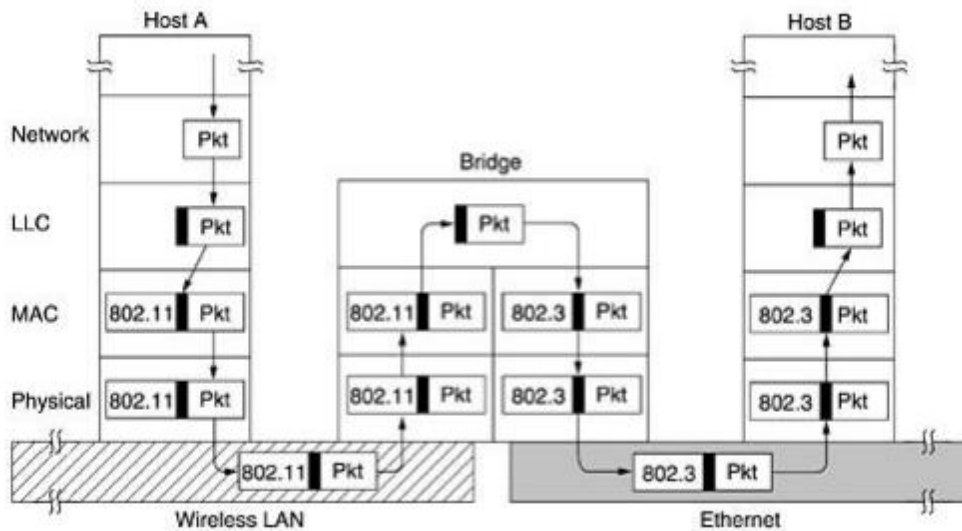 Host A
Host B
Network
Pkt
Pkt
Bridge
LLC
Pkt
Pkt
Pkt
MAC
802.11 Pkt
802.11 Pkt
802.3 Pkt
802.3 Pkt
Physical
802.11 Pkt
802.11 Pkt
802.3 Pkt
802.3 Pkt
802.11 Pkt
802.3 Pkt
Wireless LAN
Ethernet